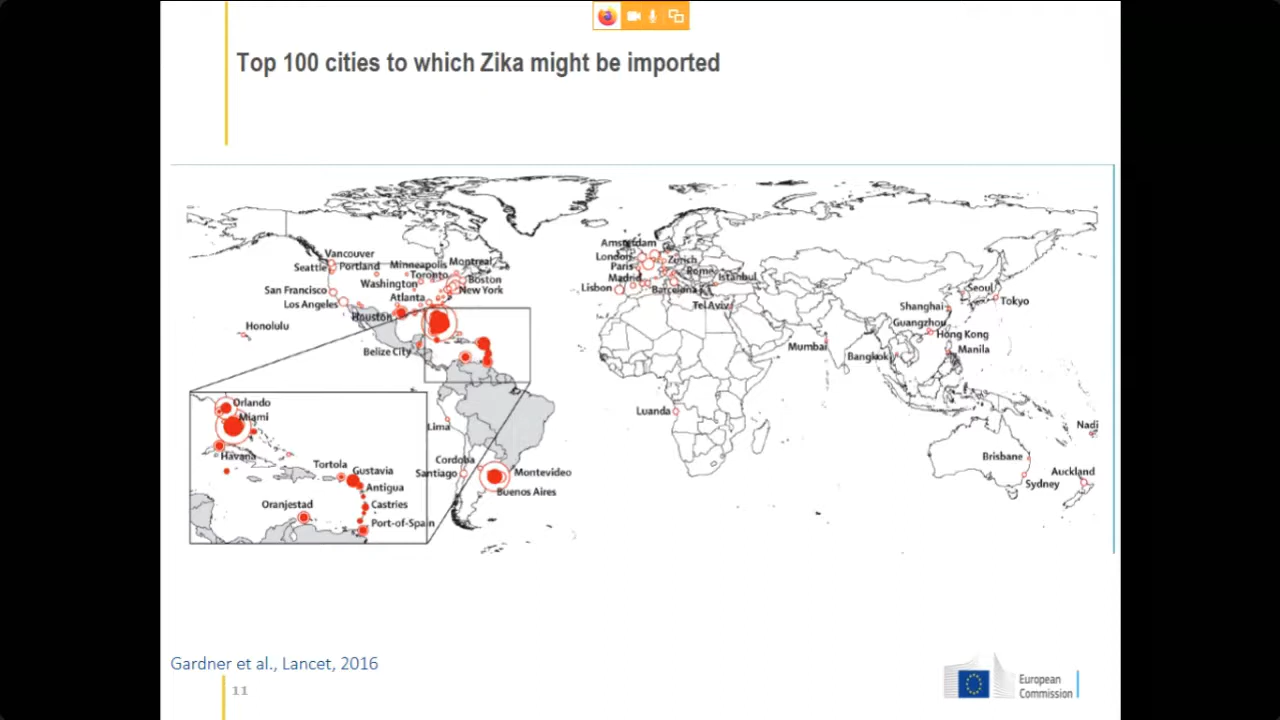 Top 100 cities to which Zika might be imported
Vancouver
Seattle
Portland
Minneapolis
Montreal
Toronto
Boston
Washington
New York
San Francisco
Los Angeles
Atlanta
Houston
Honolulu
Belize City
Amsterdam
London
Zurich
Paris
Rome
Madrid
Istanbul
Lisbon
Barcelona
Tel Aviv
Seoul
Tokyo
Shanghai
Guangzhou
Hong Kong
Mumbai
Bangkok
Manila
Orlando
Miami
Havana
Tortola
Gustavia
Antigua
Oranjestad
Castries
Port-of-Spain
Lima
Luanda
Cordoba
Santiago
Montevideo
Buenos Aires
Nadi
Brisbane
Auckland
Sydney
Gardner et al., Lancet, 2016
11
European
Commission